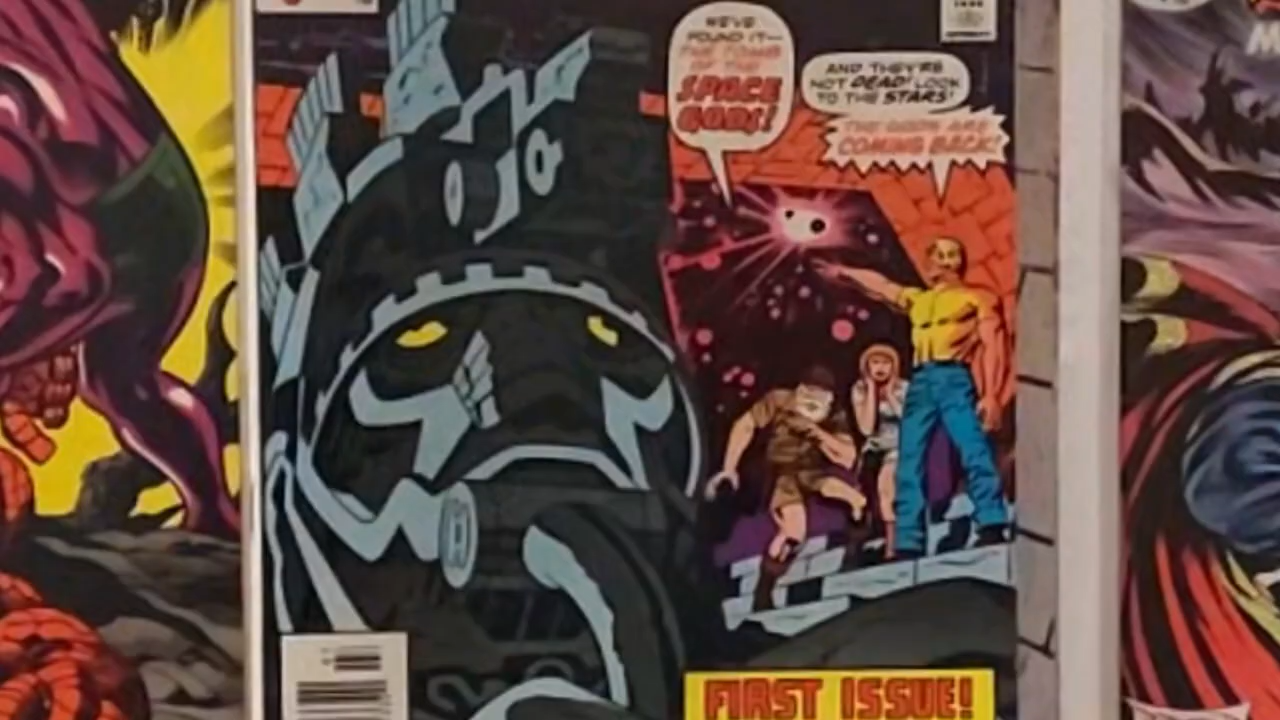 WE'VE
FOUND IT—
THE TOMB
OF THE
SPACE
GODS!
AND THEY'RE
NOT DEAD! LOOK
TO THE STARS!
THE GODS ARE
COMING BACK!
FIRST ISSUE!